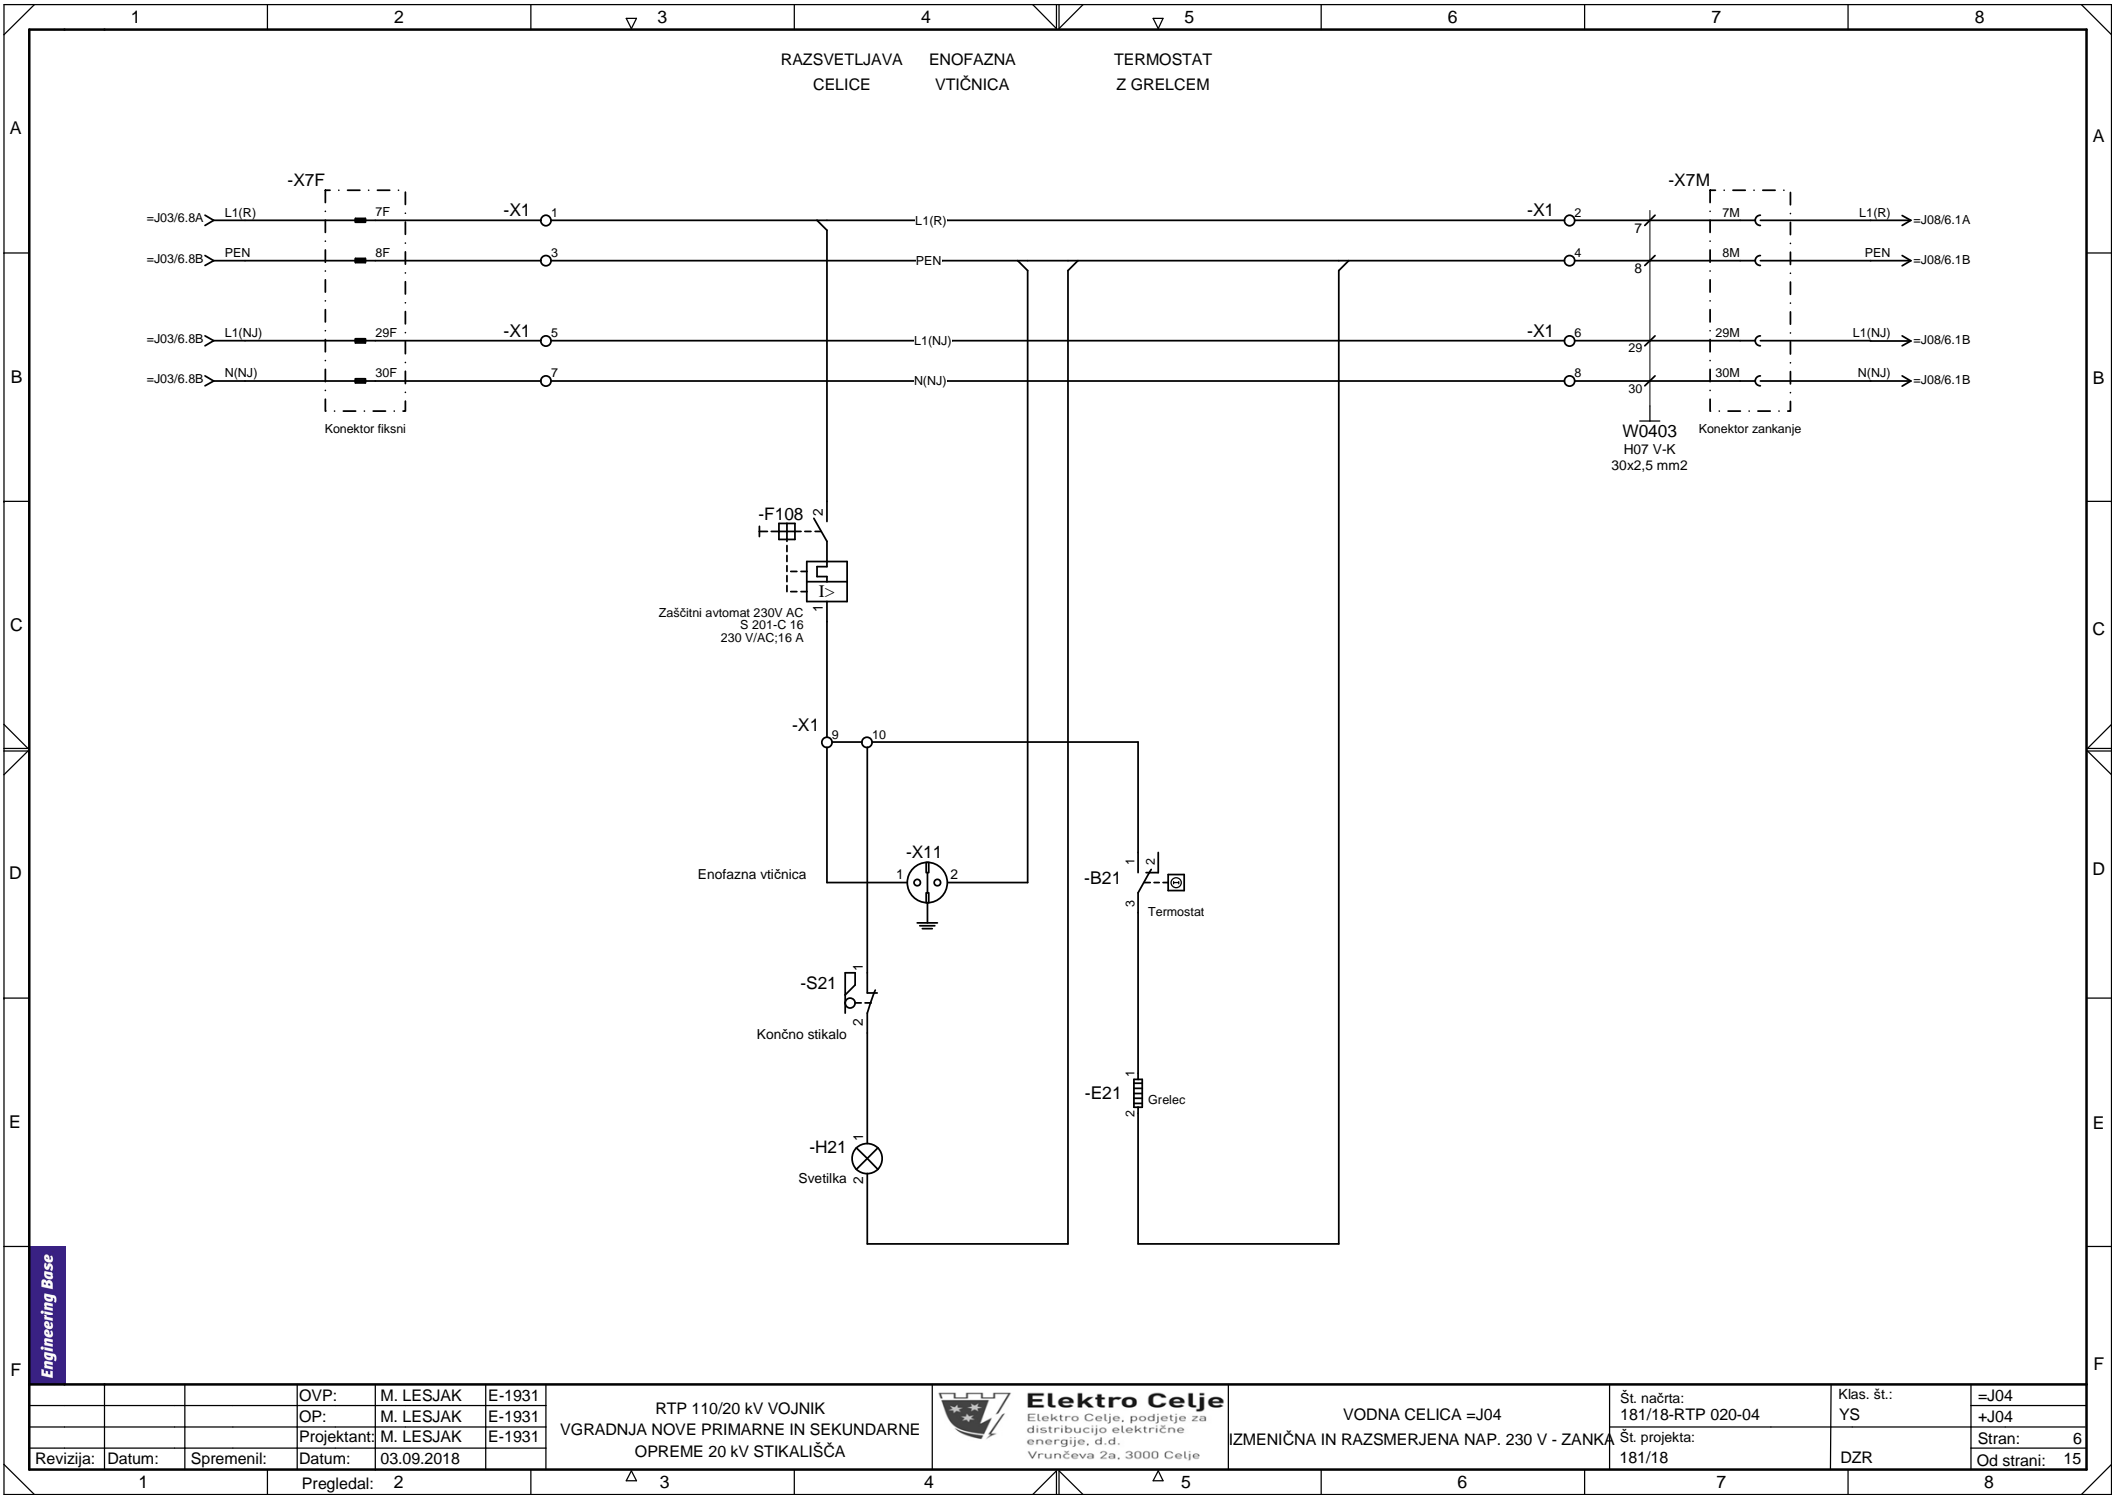 1 2 3 4 5 6 7 8
RAZSVETLJAVA CELICE
ENOFAZNA VTIČNICA
TERMOSTAT Z GRELCEM
A A
-X7F
-X7M
=J03/6.8A L1(R) 7F -X1 1 L1(R) -X1 2 7 7M L1(R) =J08/6.1A
=J03/6.8B PEN 8F 3 PEN 4 8 8M PEN =J08/6.1B
=J03/6.8B L1(NJ) 29F -X1 5 L1(NJ) -X1 6 29 29M L1(NJ) =J08/6.1B
B B
=J03/6.8B N(NJ) 30F 7 N(NJ) 8 30 30M N(NJ) =J08/6.1B
Konektor fiksni
W0403
H07 V-K
30x2,5 mm2
Konektor zankanje
-F108 2
I>
1
Zaščitni avtomat 230V AC
S 201-C 16
230 V/AC;16 A
C C
-X1 9 10
-X11
1 2
Enofazna vtičnica
D D
1 2
-B21
3
Termostat
-S21 1
2
Končno stikalo
-E21 1
2
Grelec
E E
-H21 1
2
Svetilka
Engineering Base
F F
OVP: M. LESJAK E-1931
OP: M. LESJAK E-1931
Projektant: M. LESJAK E-1931
Revizija: Datum: Spremenil: Datum: 03.09.2018
RTP 110/20 kV VOJNIK
VGRADNJA NOVE PRIMARNE IN SEKUNDARNE
OPREME 20 kV STIKALIŠČA
Elektro Celje
Elektro Celje, podjetje za
distribucijo električne
energije, d.d.
Vrunčeva 2a, 3000 Celje
VODNA CELICA =J04
IZMENIČNA IN RAZSMERJENA NAP. 230 V - ZANKA
Št. načrta:
181/18-RTP 020-04
Št. projekta:
181/18
Klas. št.:
YS
DZR
=J04
+J04
Stran: 6
Od strani: 15
1 Pregledal: 2 3 4 5 6 7 8